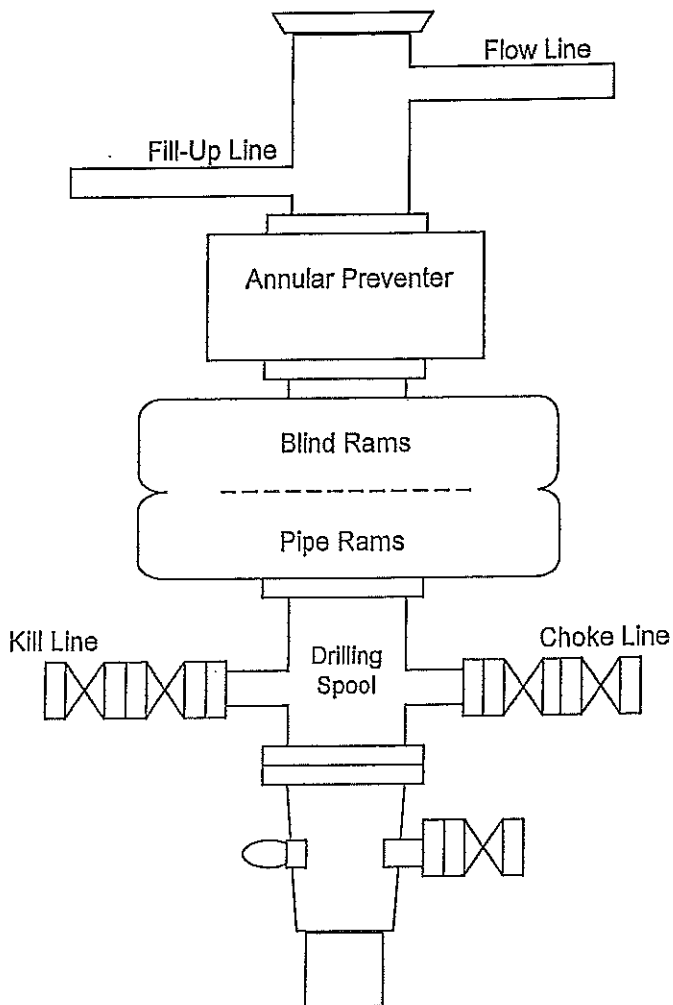 Flow Line
Fill-Up Line
Annular Preventer
Blind Rams
Pipe Rams
Kill Line
Choke Line
Drilling
Spool